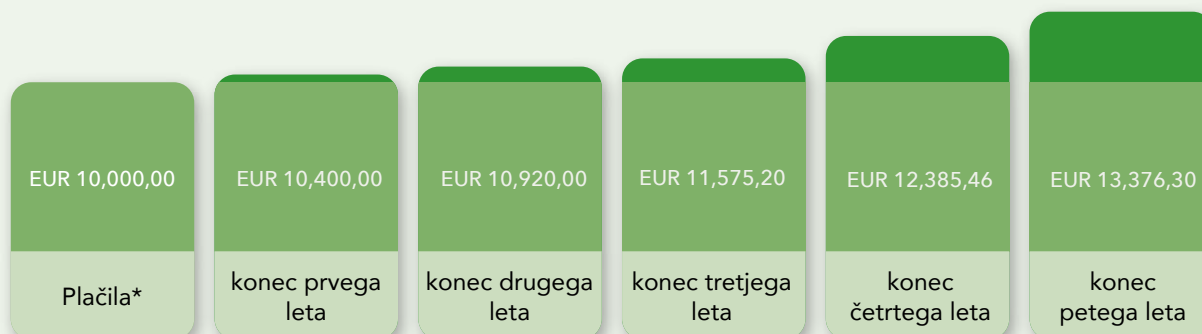 EUR 10,000,00
EUR 10,400,00
EUR 10,920,00
EUR 11,575,20
EUR 12,385,46
EUR 13,376,30
Plačila*
konec prvega
leta
konec drugega
leta
konec tretjega
leta
konec
četrtega leta
konec
petega leta